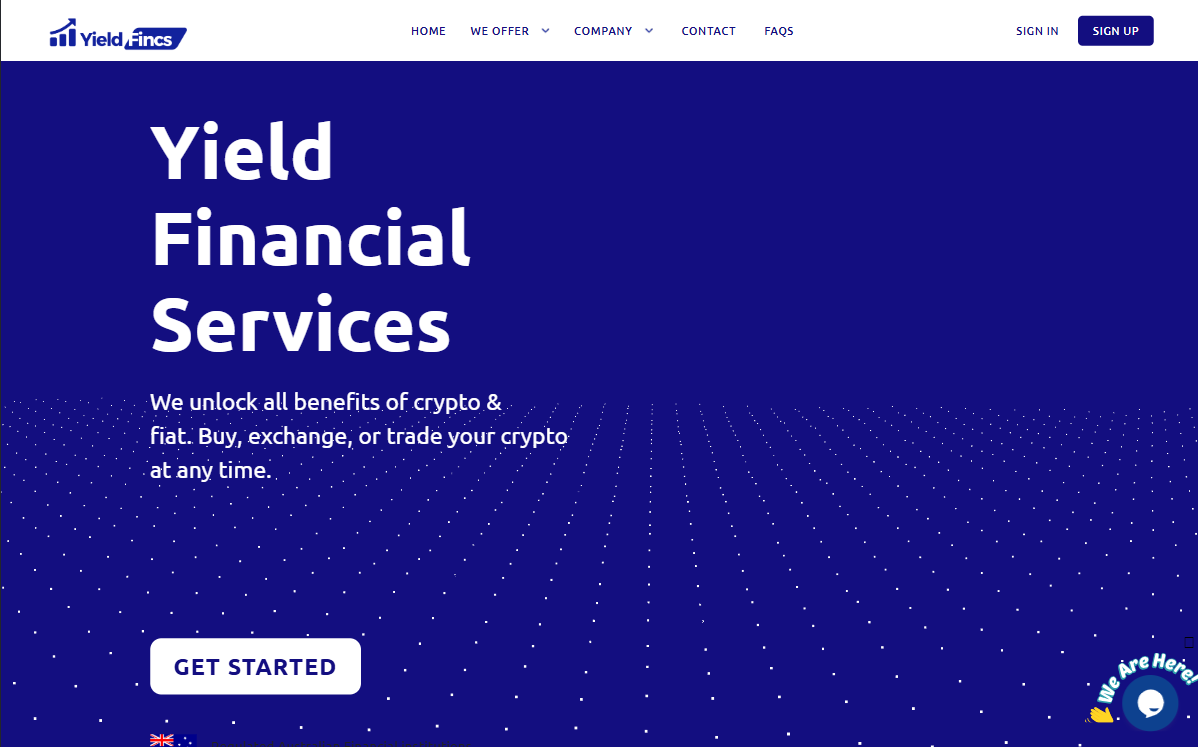 Yield Fincs
HOME WE OFFER COMPANY CONTACT FAQS SIGN IN SIGN UP
Yield
Financial
Services
We unlock all benefits of crypto &
fiat. Buy, exchange, or trade your crypto
at any time.
GET STARTED
We Are Here!